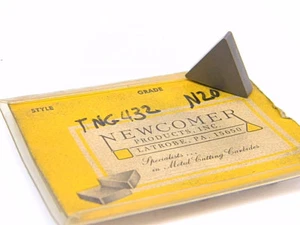 STYLE GRADE
TNG-432 N20
NEWCOMER
PRODUCTS, INC.
LATROBE, PA. 15650
Specialists . . .
in Metal Cutting Carbides